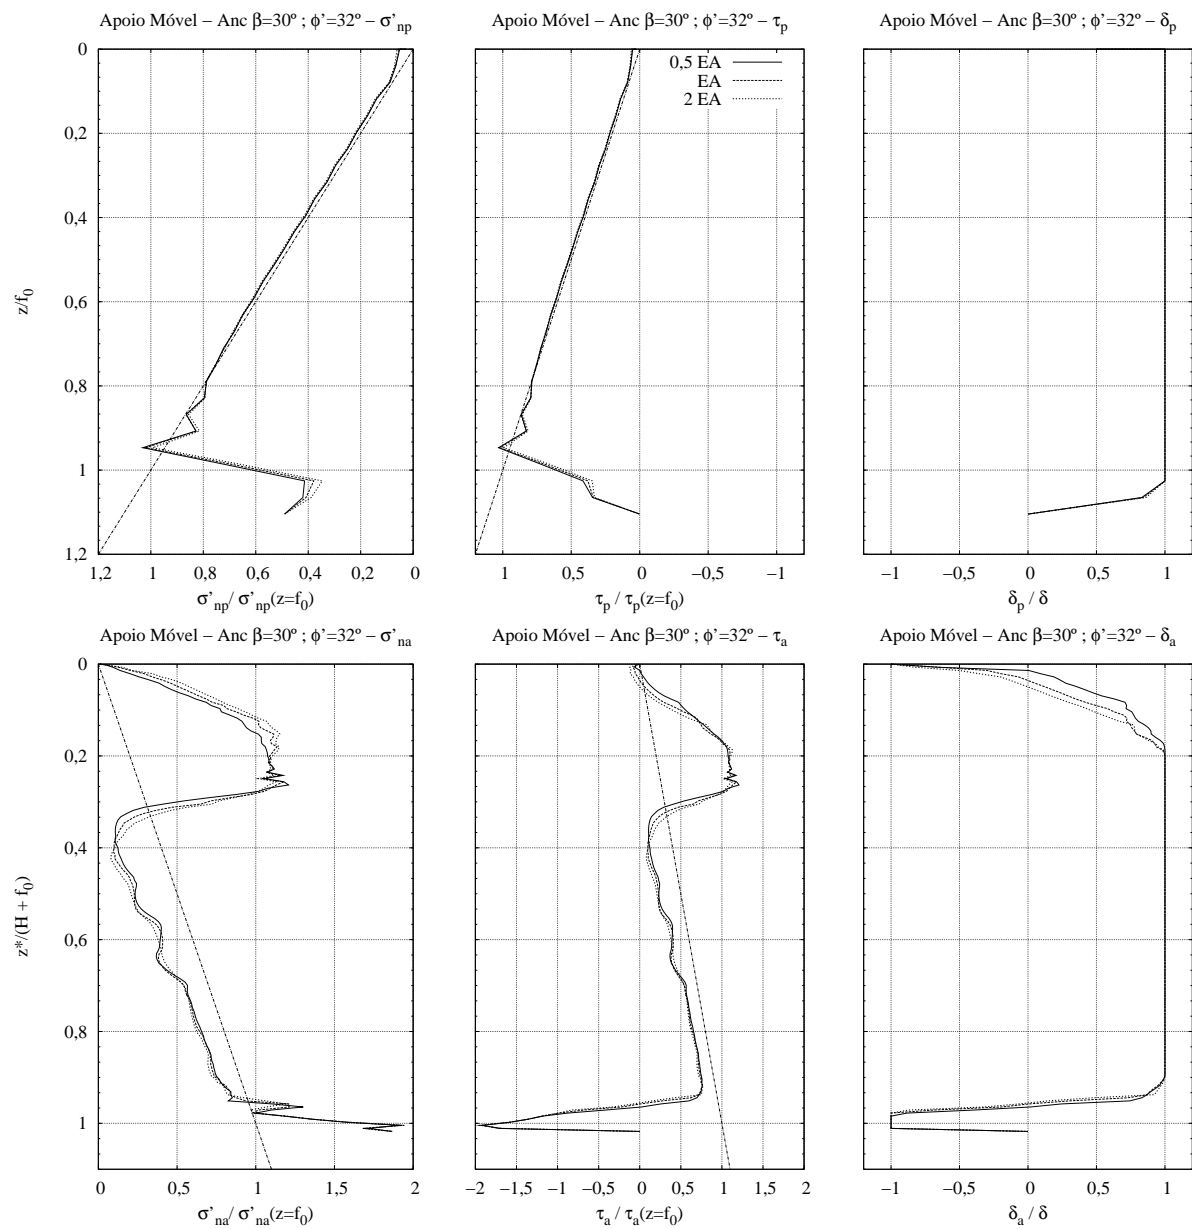 Apoio Móvel – Anc β=30º ; ϕ’=32º – σ’np
Apoio Móvel – Anc β=30º ; ϕ’=32º – τp
Apoio Móvel – Anc β=30º ; ϕ’=32º – δp
0
0,2
0,4
0,6
0,8
1
1,2
z/f0
1,2 1 0,8 0,6 0,4 0,2 0
σ’np/ σ’np(z=f0)
0,5 EA
EA
2 EA
1 0,5 0 −0,5 −1
τp / τp(z=f0)
−1 −0,5 0 0,5 1
δp / δ
Apoio Móvel – Anc β=30º ; ϕ’=32º – σ’na
Apoio Móvel – Anc β=30º ; ϕ’=32º – τa
Apoio Móvel – Anc β=30º ; ϕ’=32º – δa
0
0,2
0,4
0,6
0,8
1
z*/(H + f0)
0 0,5 1 1,5 2
σ’na/ σ’na(z=f0)
−2 −1,5 −1 −0,5 0 0,5 1 1,5 2
τa / τa(z=f0)
−1 −0,5 0 0,5 1
δa / δ